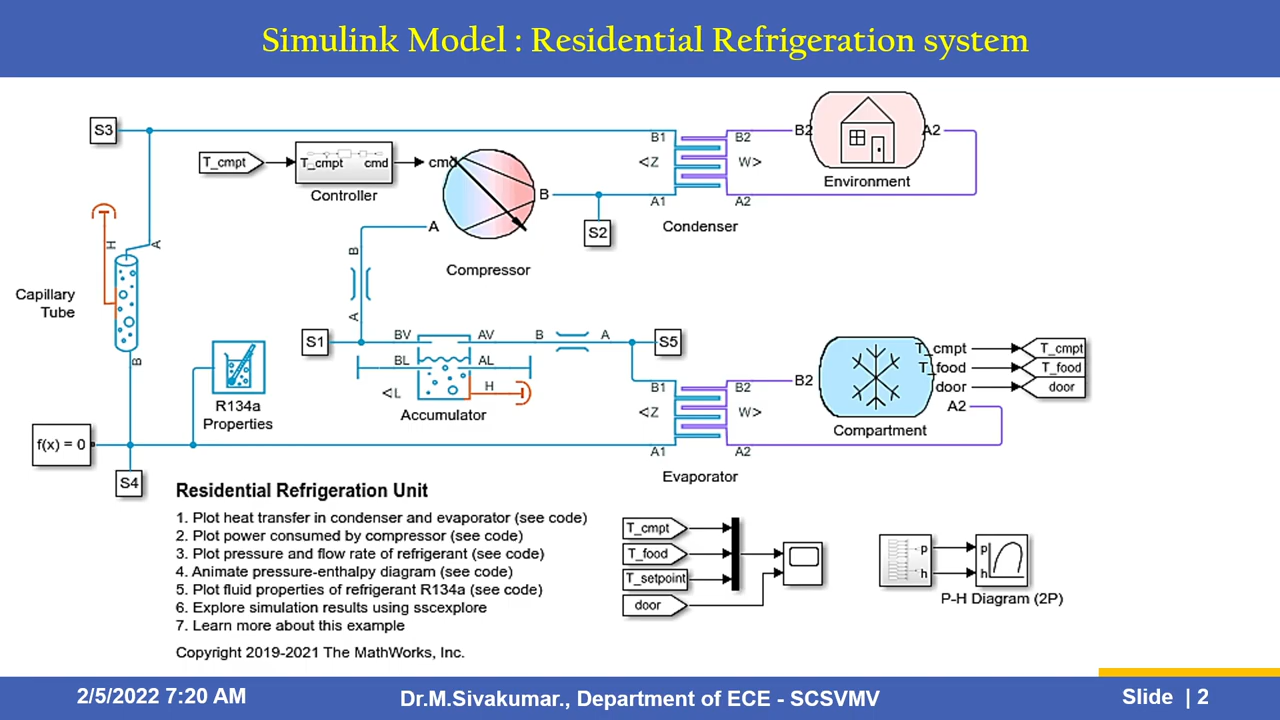 Simulink Model : Residential Refrigeration system
S3
B1
B2
B2
A2
T_cmpt
T_cmpt
cmd
cmd
<Z
W>
Environment
Controller
B
A1
A2
Condenser
S2
A
Compressor
H
A
B
A
Capillary
Tube
B
S1
BV
AV
B
A
S5
BL
AL
<L
H
Accumulator
R134a
Properties
B1
B2
B2
T_cmpt
T_food
door
A2
T_cmpt
T_food
door
<Z
W>
Compartment
f(x) = 0
A1
A2
Evaporator
S4
Residential Refrigeration Unit
1. Plot heat transfer in condenser and evaporator (see code)
2. Plot power consumed by compressor (see code)
3. Plot pressure and flow rate of refrigerant (see code)
4. Animate pressure-enthalpy diagram (see code)
5. Plot fluid properties of refrigerant R134a (see code)
6. Explore simulation results using sscexplore
7. Learn more about this example
Copyright 2019-2021 The MathWorks, Inc.
T_cmpt
T_food
T_setpoint
door
p
h
p
h
P-H Diagram (2P)
2/5/2022 7:20 AM
Dr.M.Sivakumar., Department of ECE - SCSVMV
Slide | 2